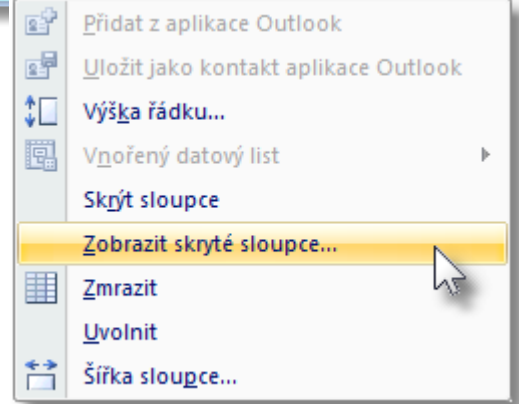 Přidat z aplikace Outlook
Uložit jako kontakt aplikace Outlook
Výška řádku...
Vnořený datový list
Skrýt sloupce
Zobrazit skryté sloupce...
Zmrazit
Uvolnit
Šířka sloupce...